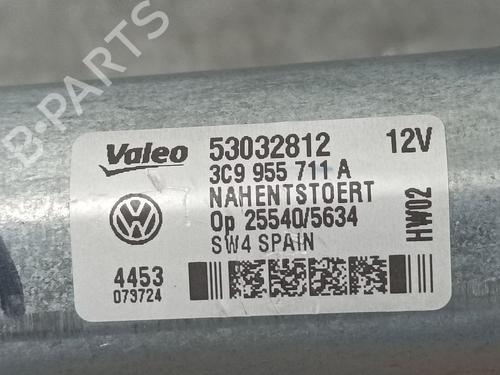 Valeo 53032812 12V
3C9 955 711 A
NAHENTSTOERT
Op 25540/5634
SW4 SPAIN
HW02
4453
073724
B-PARTS